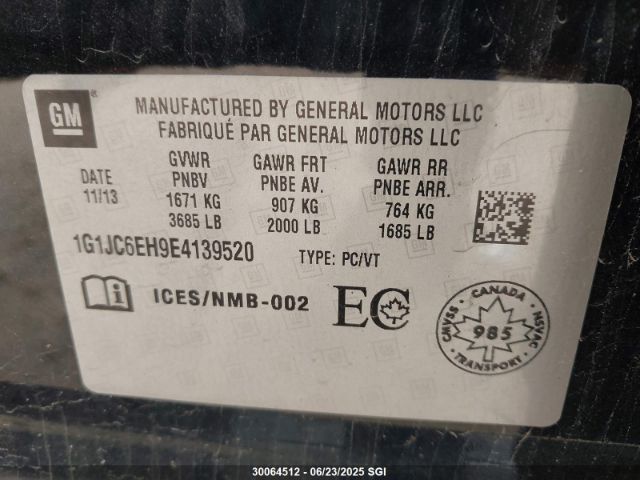 GM ®
MANUFACTURED BY GENERAL MOTORS LLC
FABRIQUÉ PAR GENERAL MOTORS LLC
DATE
11/13
GVWR
PNBV
1671 KG
3685 LB
GAWR FRT
PNBE AV.
907 KG
2000 LB
GAWR RR
PNBE ARR.
764 KG
1685 LB
1G1JC6EH9E4139520
TYPE: PC/VT
i ICES/NMB-002 EC
CANADA
CMVSS
NSVAC
985
TRANSPORT
30064512 - 06/23/2025 SGI